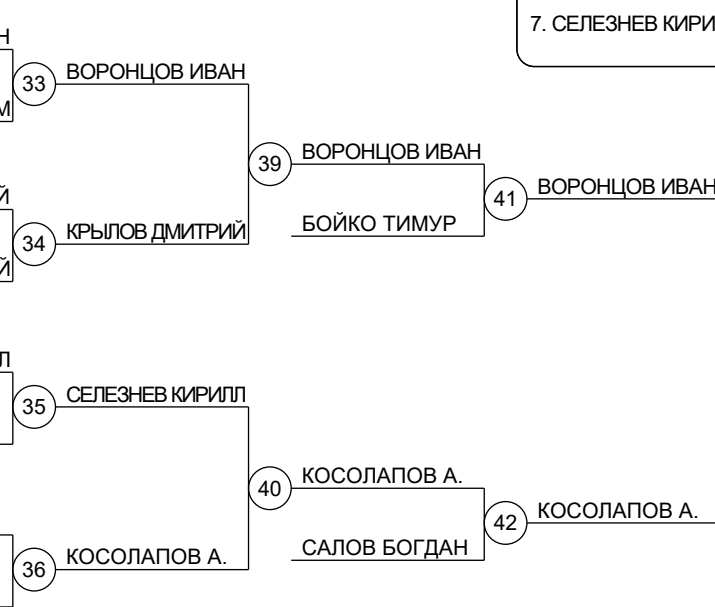 7. СЕЛЕЗНЕВ КИРИ
Н
33 ВОРОНЦОВ ИВАН
М
39 ВОРОНЦОВ ИВАН
41 ВОРОНЦОВ ИВАН
Й
34 КРЫЛОВ ДМИТРИЙ
БОЙКО ТИМУР
Й
Л
35 СЕЛЕЗНЕВ КИРИЛЛ
40 КОСОЛАПОВ А.
42 КОСОЛАПОВ А.
САЛОВ БОГДАН
36 КОСОЛАПОВ А.